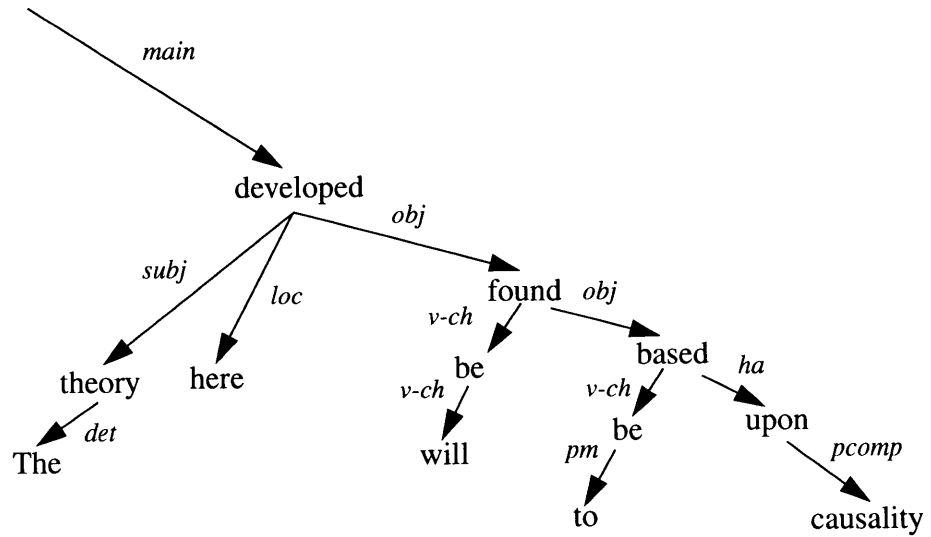 main
developed
obj
subj
loc
found obj
v-ch
based
theory
here
be
v-ch
ha
v-ch
det
be
upon
The
will
pm
pcomp
to
causality